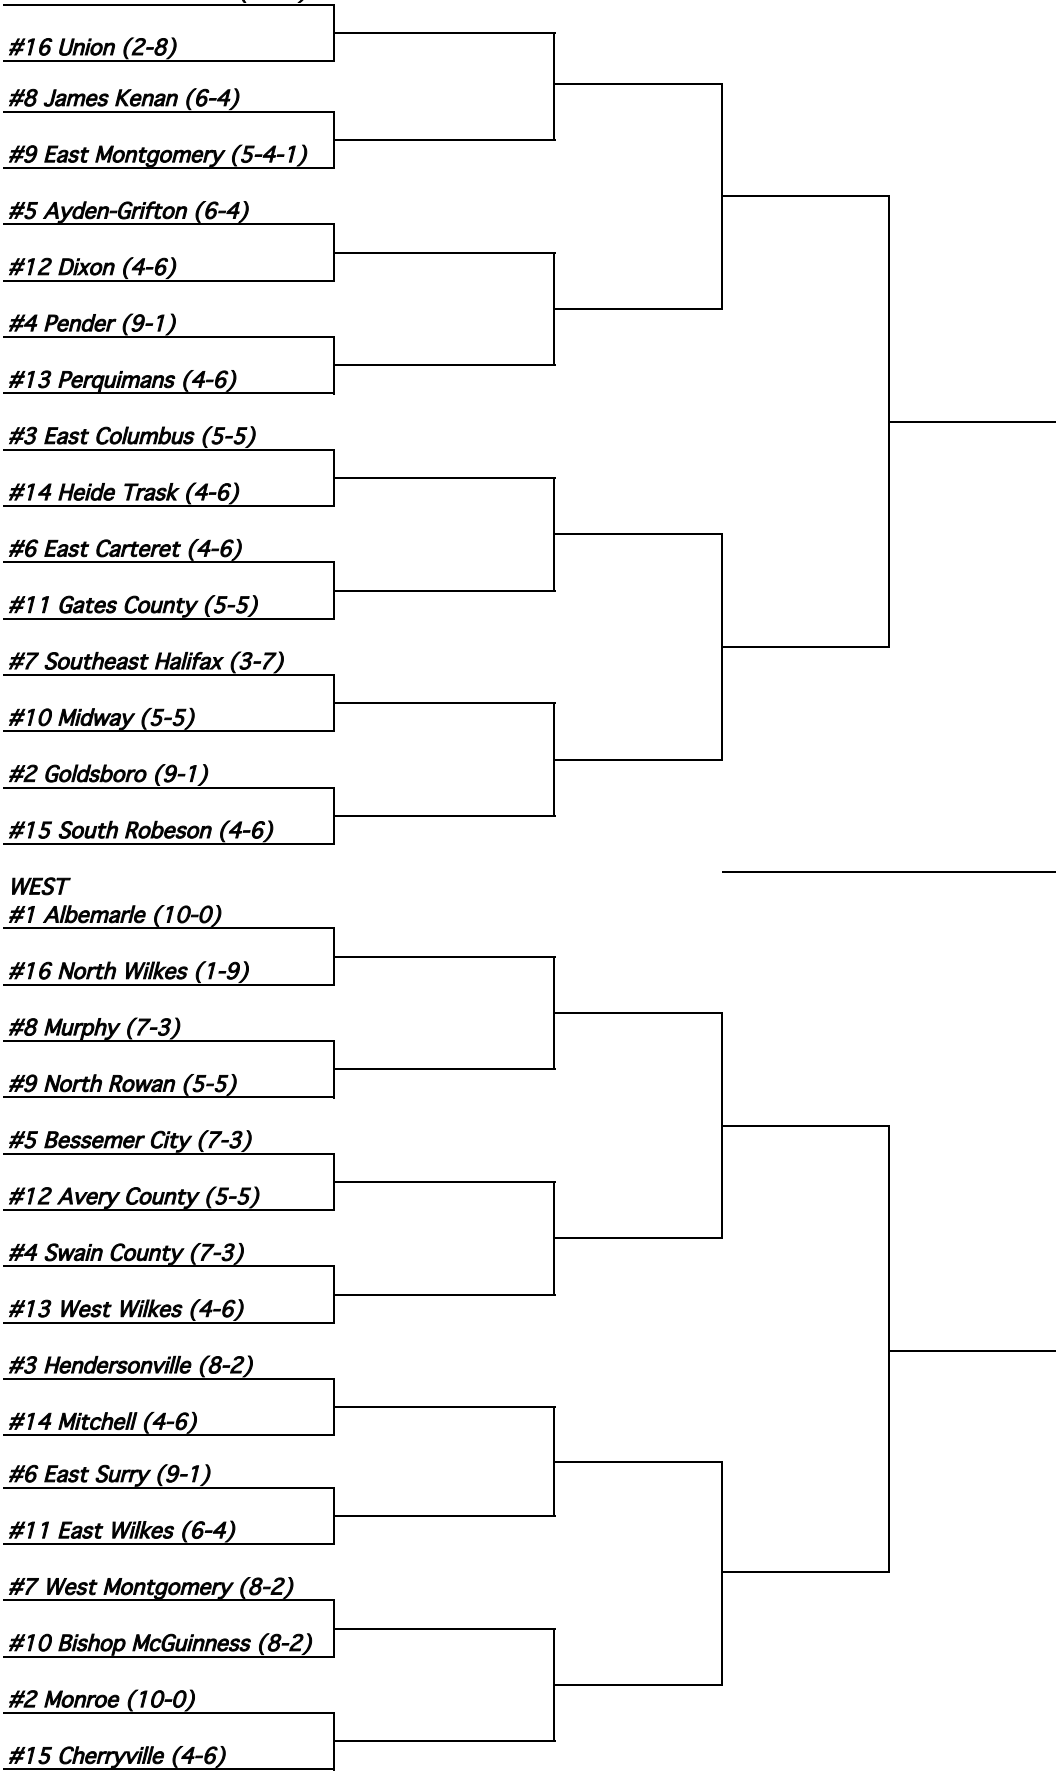 #16 Union (2-8)
#8 James Kenan (6-4)
#9 East Montgomery (5-4-1)
#5 Ayden-Grifton (6-4)
#12 Dixon (4-6)
#4 Pender (9-1)
#13 Perquimans (4-6)
#3 East Columbus (5-5)
#14 Heide Trask (4-6)
#6 East Carteret (4-6)
#11 Gates County (5-5)
#7 Southeast Halifax (3-7)
#10 Midway (5-5)
#2 Goldsboro (9-1)
#15 South Robeson (4-6)
WEST
#1 Albemarle (10-0)
#16 North Wilkes (1-9)
#8 Murphy (7-3)
#9 North Rowan (5-5)
#5 Bessemer City (7-3)
#12 Avery County (5-5)
#4 Swain County (7-3)
#13 West Wilkes (4-6)
#3 Hendersonville (8-2)
#14 Mitchell (4-6)
#6 East Surry (9-1)
#11 East Wilkes (6-4)
#7 West Montgomery (8-2)
#10 Bishop McGuinness (8-2)
#2 Monroe (10-0)
#15 Cherryville (4-6)